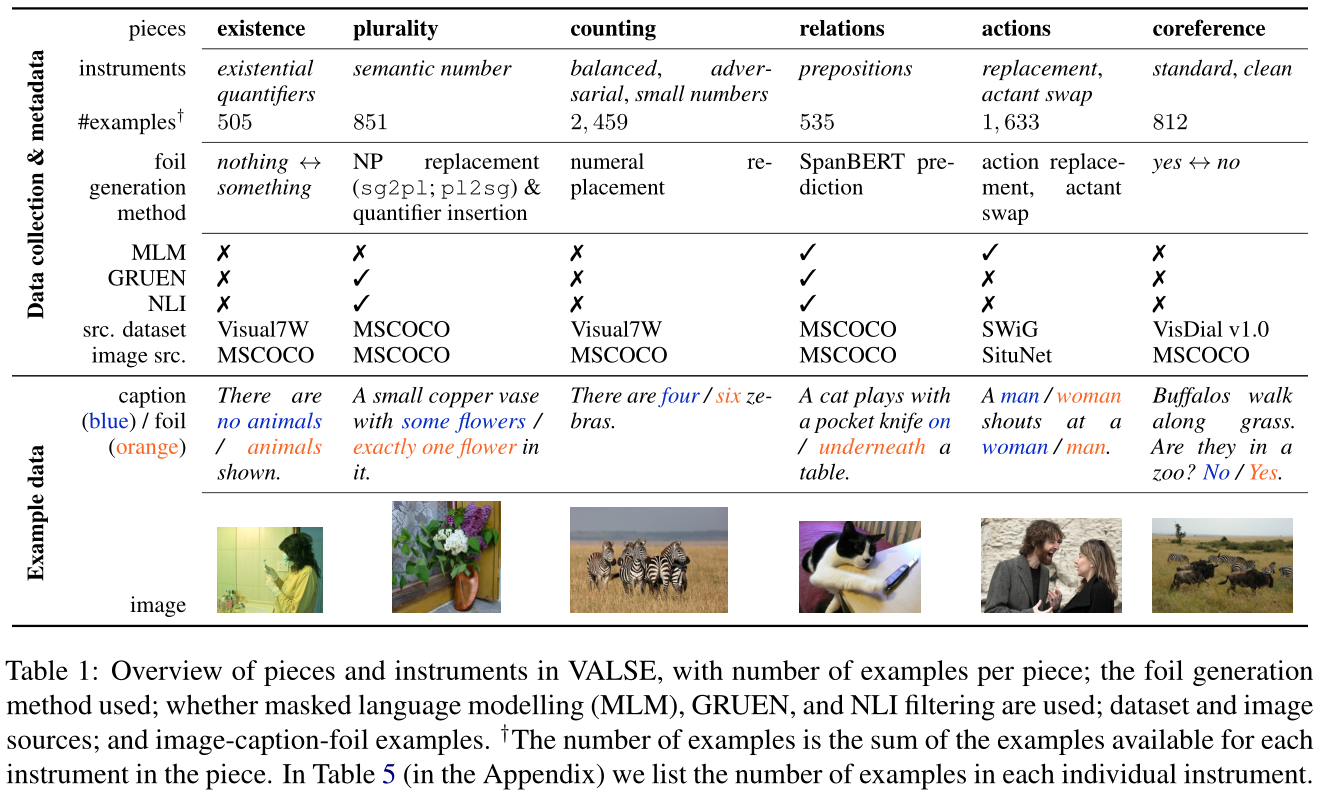 pieces existence plurality counting relations actions coreference
instruments existential quantifiers semantic number balanced, adversarial, small numbers prepositions replacement, actant swap standard, clean
#examples† 505 851 2,459 535 1,633 812
foil generation method nothing ↔ something NP replacement (sg2pl; pl2sg) & quantifier insertion numeral replacement SpanBERT prediction action replacement, actant swap yes ↔ no
MLM ✗ ✗ ✗ ✓ ✓ ✗
GRUEN ✗ ✓ ✗ ✓ ✗ ✗
NLI ✗ ✓ ✗ ✓ ✗ ✗
src. dataset Visual7W MSCOCO Visual7W MSCOCO SWiG VisDial v1.0
image src. MSCOCO MSCOCO MSCOCO MSCOCO SituNet MSCOCO
Data collection & metadata
caption (blue) / foil (orange) There are no animals / animals shown. A small copper vase with some flowers / exactly one flower in it. There are four / six zebras. A cat plays with a pocket knife on / underneath a table. A man / woman shouts at a woman / man. Buffalos walk along grass. Are they in a zoo? No / Yes.
image
Example data
Table 1: Overview of pieces and instruments in VALSE, with number of examples per piece; the foil generation
method used; whether masked language modelling (MLM), GRUEN, and NLI filtering are used; dataset and image
sources; and image-caption-foil examples. †The number of examples is the sum of the examples available for each
instrument in the piece. In Table 5 (in the Appendix) we list the number of examples in each individual instrument.